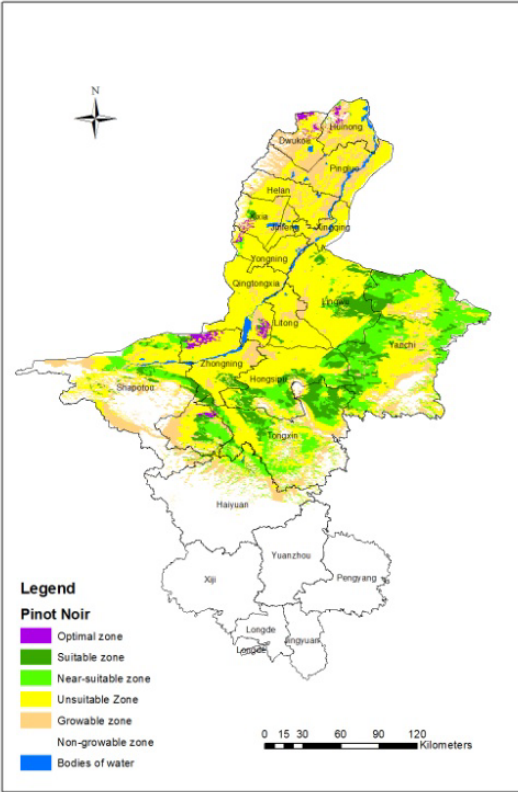 N
Huinong
Dwukoe
Pingluo
Helan
Xixia
Jinfeng
Xingqing
Yongning
Qingtongxia
Lingwu
Litong
Yanchi
Zhongning
Hongsipu
Shapotou
Tongxin
Haiyuan
Yuanzhou
Xiji
Pengyang
Longde
Jingyuan
Longde
Legend
Pinot Noir
Optimal zone
Suitable zone
Near-suitable zone
Unsuitable Zone
Growable zone
Non-growable zone
Bodies of water
0 15 30 60 90 120
Kilometers